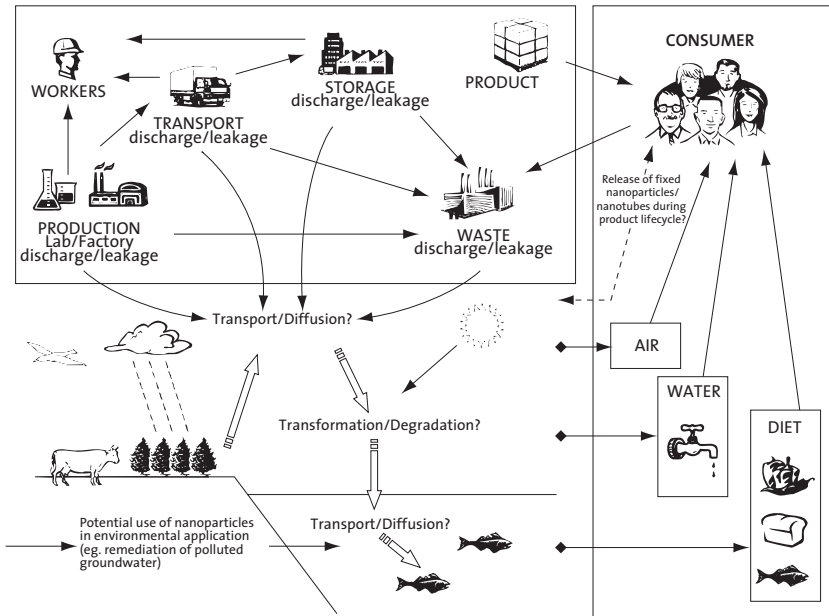 WORKERS
TRANSPORT
discharge/leakage
STORAGE
discharge/leakage
PRODUCT
CONSUMER
PRODUCTION
Lab/Factory
discharge/leakage
WASTE
discharge/leakage
Release of fixed
nanoparticles/
nanotubes during
product lifecycle?
Transport/Diffusion?
AIR
WATER
DIET
Transformation/Degradation?
Potential use of nanoparticles
in environmental application
(eg. remediation of polluted
groundwater)
Transport/Diffusion?